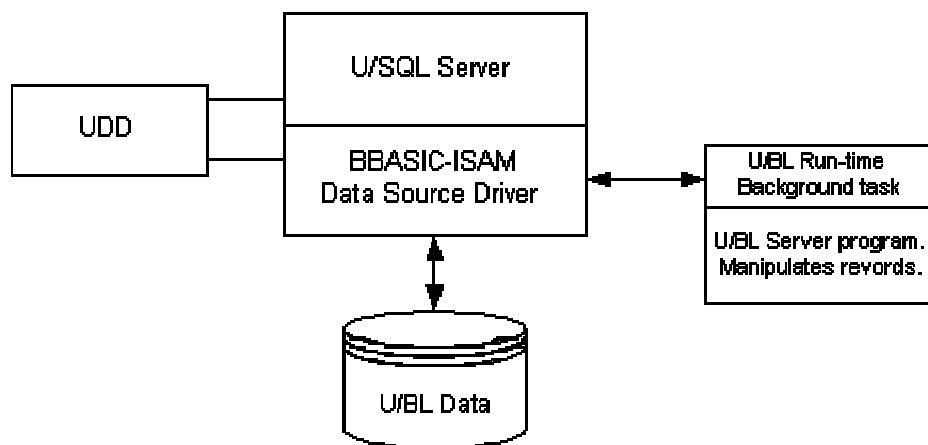 U/SQL Server
UDD
BBASIC-ISAM
Data Source Driver
U/BL Run-time
Background task
U/BL Server program.
Manipulates revords.
U/BL Data